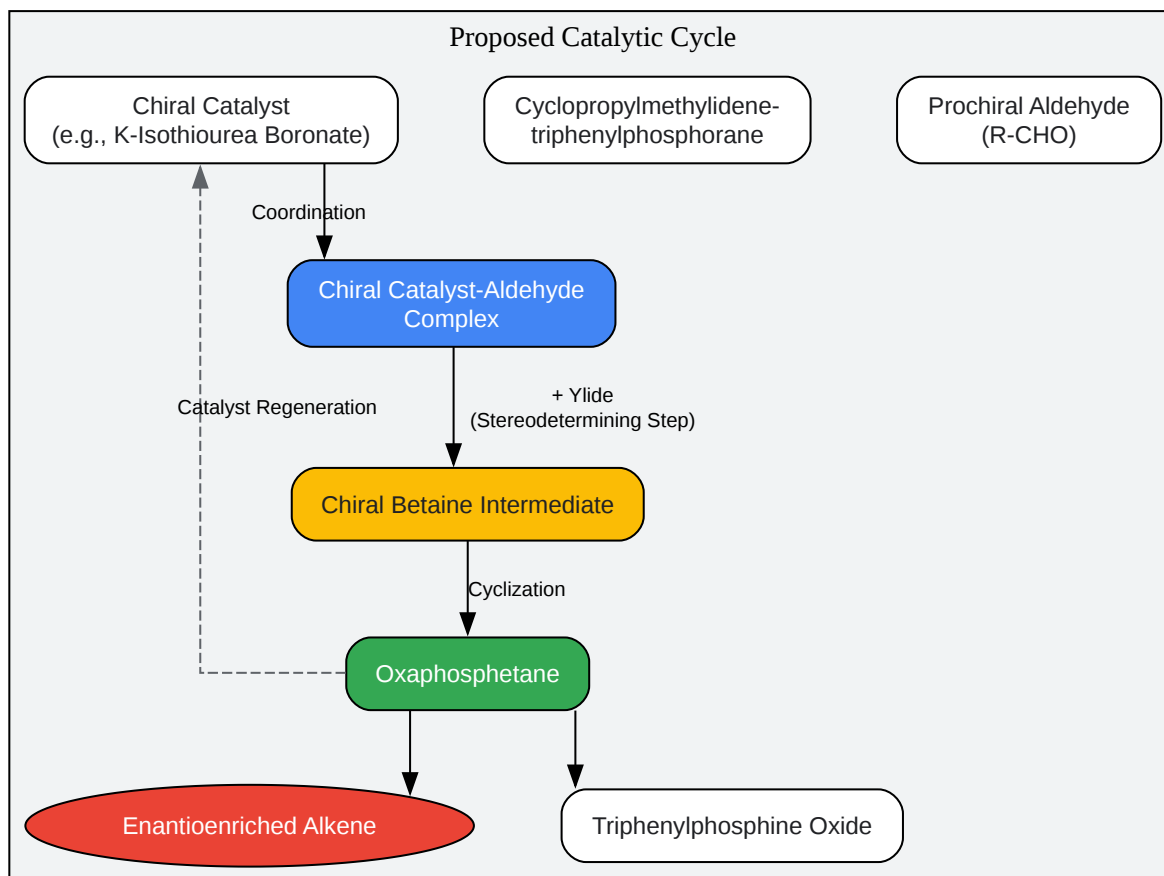 Proposed Catalytic Cycle
Chiral Catalyst
(e.g., K-Isothiourea Boronate)
Cyclopropylmethylidene-
triphenylphosphorane
Prochiral Aldehyde
(R-CHO)
Coordination
Chiral Catalyst-Aldehyde
Complex
+ Ylide
(Stereodetermining Step)
Catalyst Regeneration
Chiral Betaine Intermediate
Cyclization
Oxaphosphetane
Enantioenriched Alkene
Triphenylphosphine Oxide